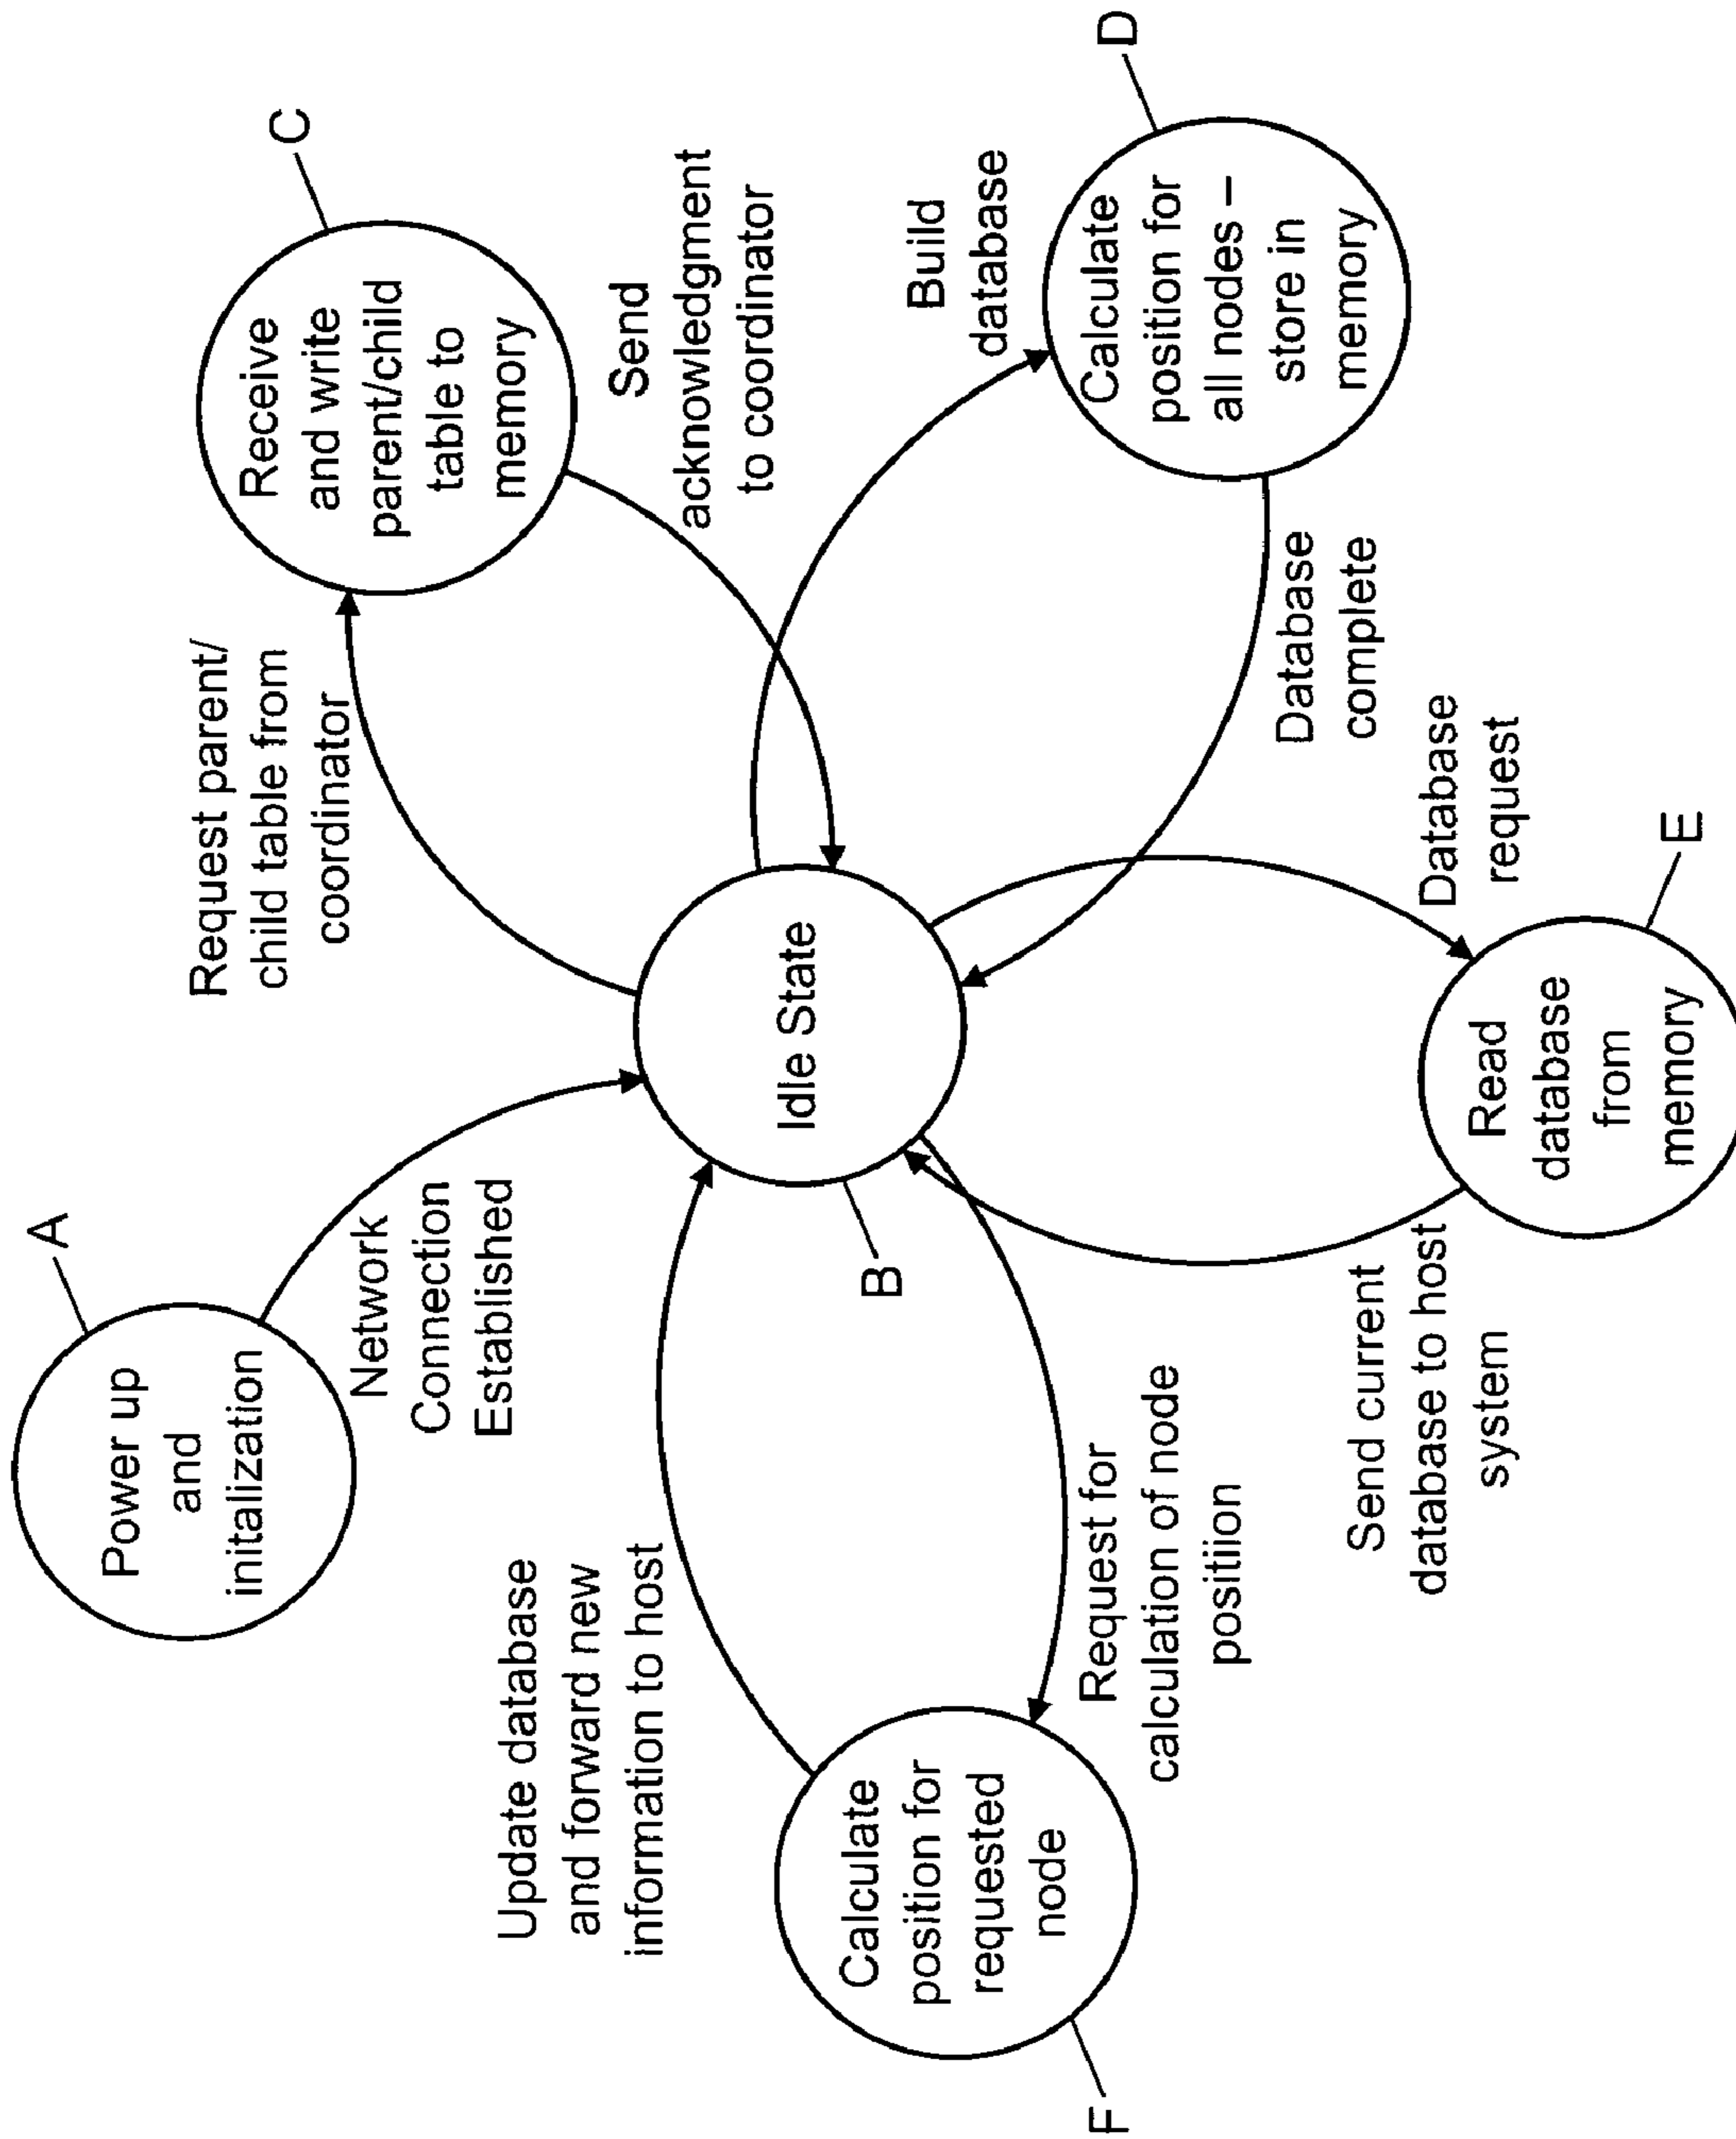 A
Power up
and
initalization
Network
Connection
Established
Request parent/
child table from
coordinator
C
Receive
and write
parent/child
table to
memory
Send
acknowledgment
to coordinator
Update database
and forward new
information to host
Idle State
B
Build
database
D
Calculate
position for
all nodes –
store in
memory
Database
complete
F
Calculate
position for
requested
node
Request for
calculation of node
positiion
Database
request
Send current
database to host
system
E
Read
database
from
memory